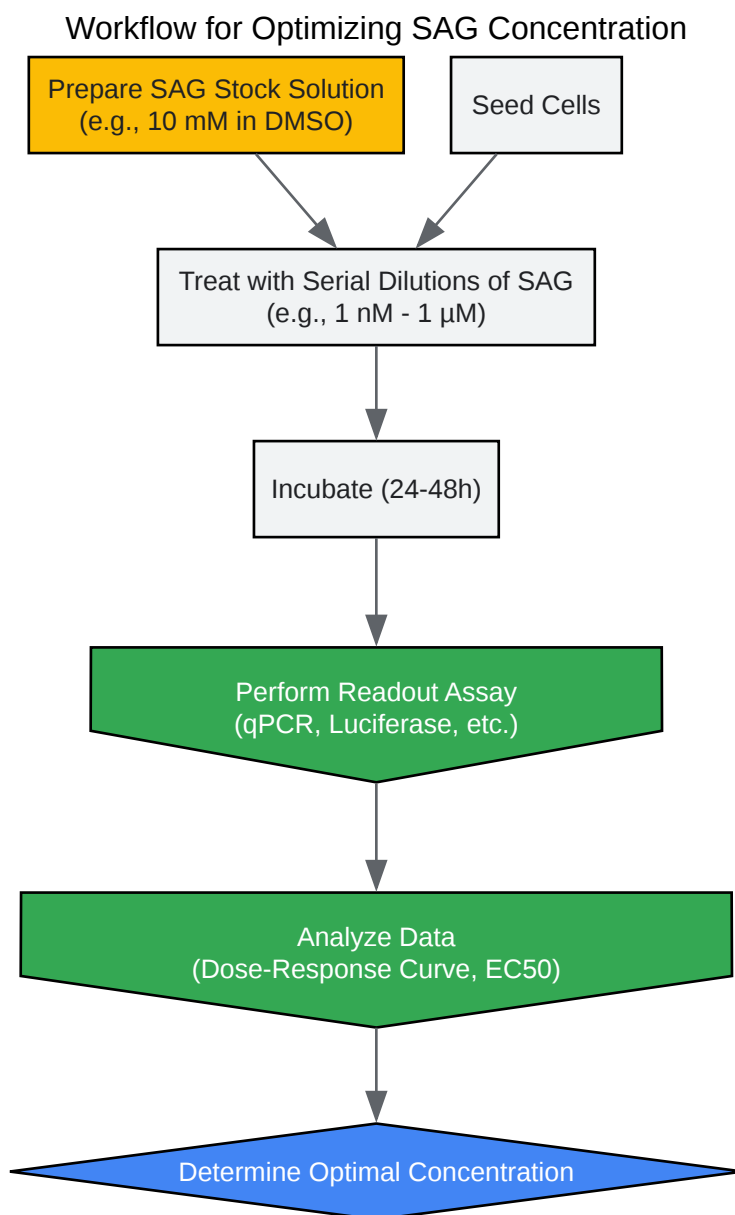 Workflow for Optimizing SAG Concentration
Prepare SAG Stock Solution
(e.g., 10 mM in DMSO)
Seed Cells
Treat with Serial Dilutions of SAG
(e.g., 1 nM - 1 µM)
Incubate (24-48h)
Perform Readout Assay
(qPCR, Luciferase, etc.)
Analyze Data
(Dose-Response Curve, EC50)
Determine Optimal Concentration